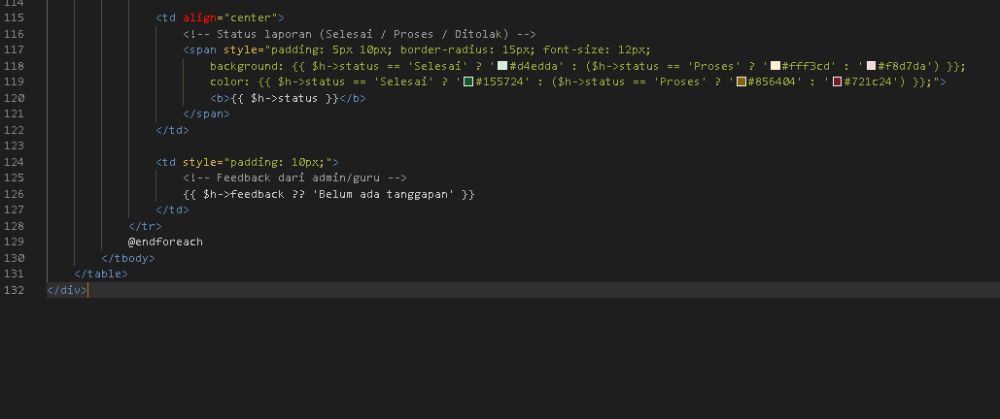 114
115 <td align="center">
116 <!-- Status laporan (Selesai / Proses / Ditolak) -->
117 <span style="padding: 5px 10px; border-radius: 15px; font-size: 12px;
118 background: {{ $h->status == 'Selesai' ? '#d4edda' : ($h->status == 'Proses' ? '#fff3cd' : '#f8d7da') }};
119 color: {{ $h->status == 'Selesai' ? '#155724' : ($h->status == 'Proses' ? '#856404' : '#721c24') }};">
120 <b>{{ $h->status }}</b>
121 </span>
122 </td>
123
124 <td style="padding: 10px;">
125 <!-- Feedback dari admin/guru -->
126 {{ $h->feedback ?? 'Belum ada tanggapan' }}
127 </td>
128 </tr>
129 @endforeach
130 </tbody>
131 </table>
132 </div>